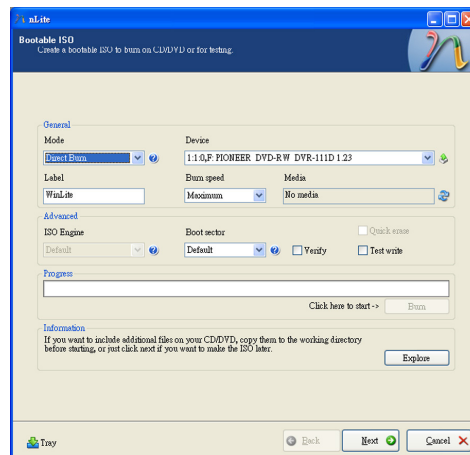 nLite
Bootable ISO
Create a bootable ISO to burn on CD/DVD or for testing.
General
Mode
Device
Direct Burn
1:1:0,F: PIONEER DVD-RW DVR-111D 1.23
Label
Burn speed
Media
WinLite
Maximum
No media
Advanced
ISO Engine
Boot sector
Quick erase
Default
Default
Verify
Test write
Progress
Click here to start ->
Burn
Information
If you want to include additional files on your CD/DVD, copy them to the working directory
before starting, or just click next if you want to make the ISO later.
Explore
Tray
Back
Next
Cancel